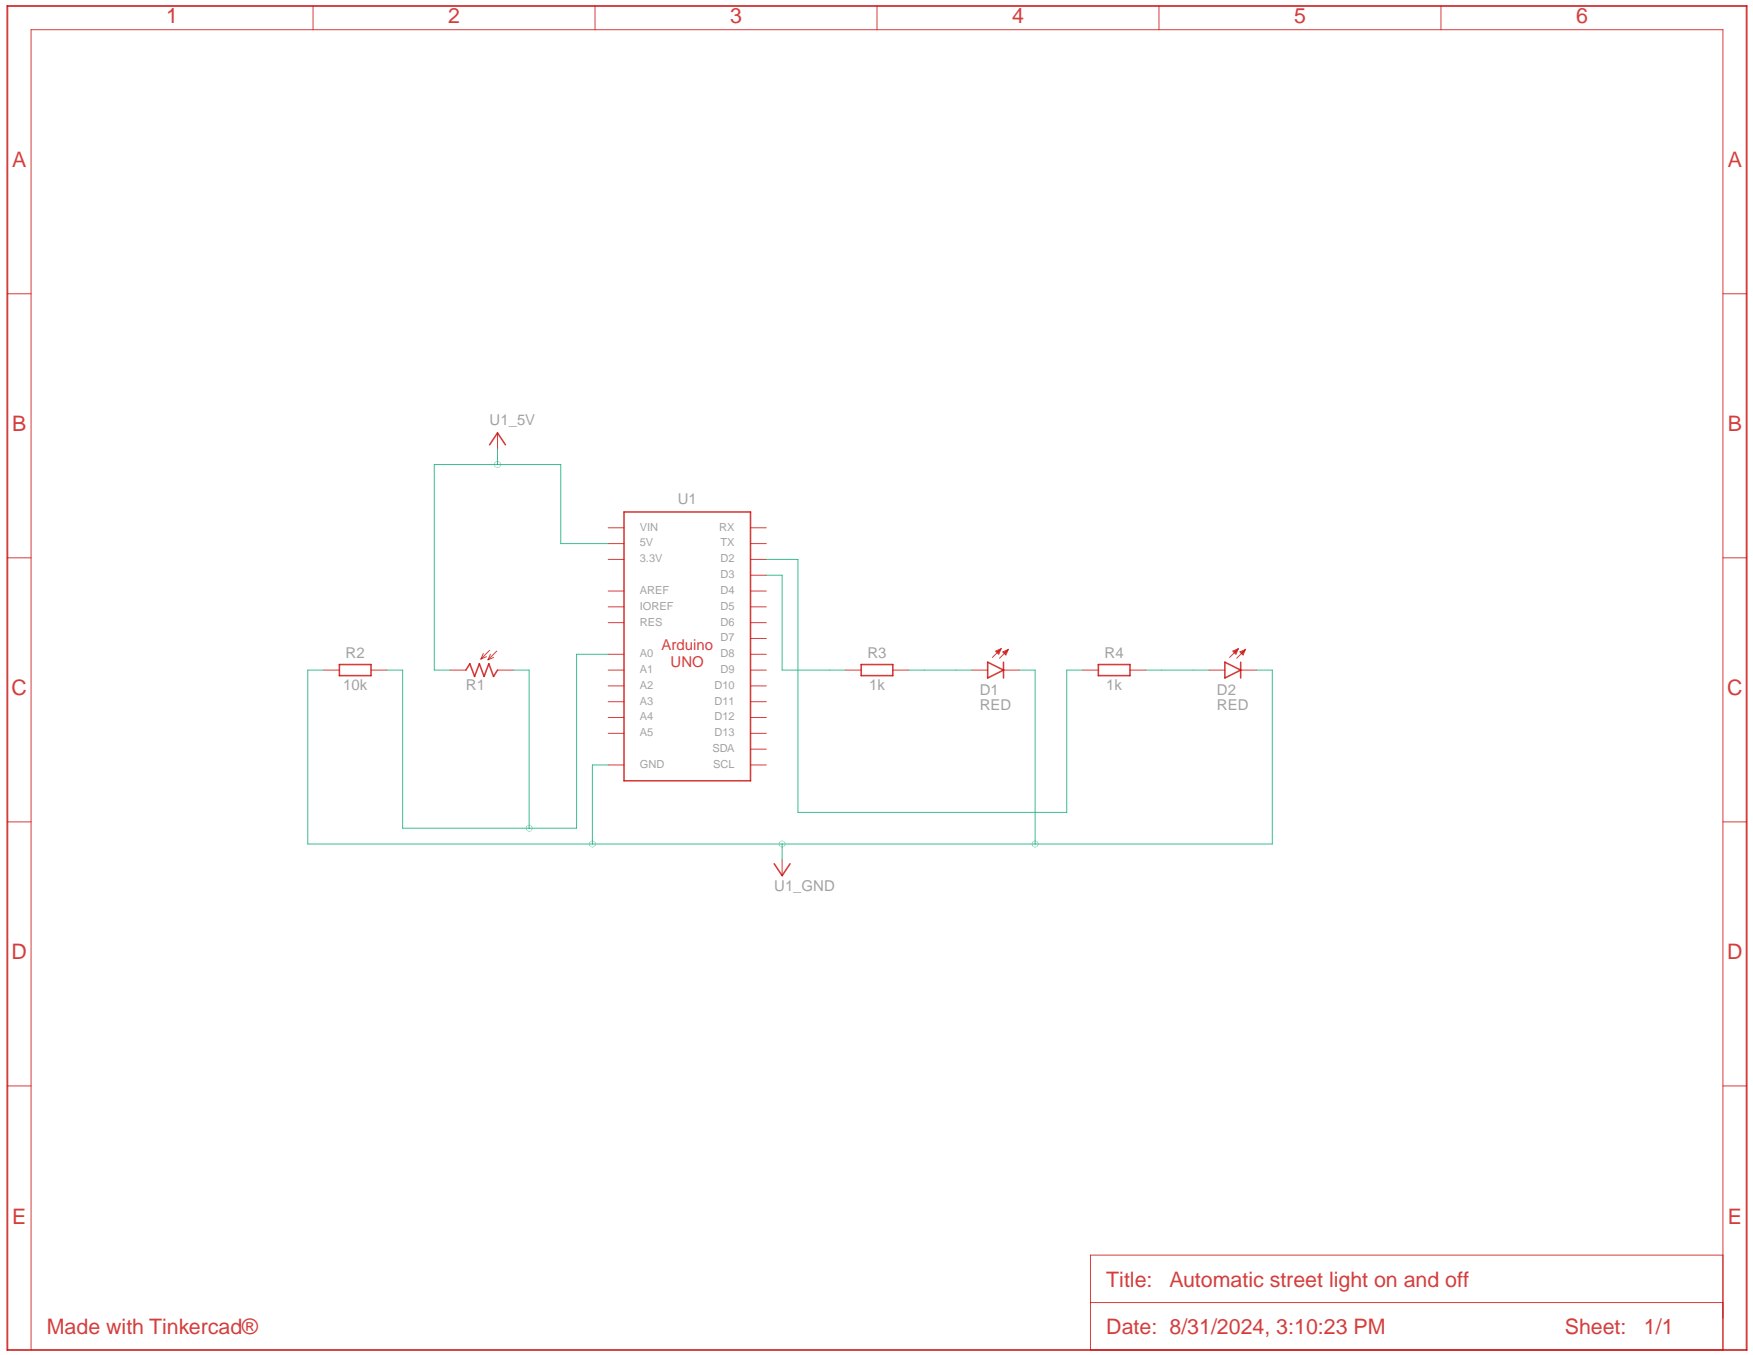 1 2 3 4 5 6
A A
B B
U1_5V
U1
VIN RX
5V TX
3.3V D2
D3
AREF D4
IOREF D5
RES D6
D7
Arduino
UNO
A0 D8
A1 D9
A2 D10
A3 D11
A4 D12
A5 D13
SDA
GND SCL
C C
R2
10k
R1
R3
1k
D1
RED
R4
1k
D2
RED
U1_GND
D D
E E
Title: Automatic street light on and off
Made with Tinkercad®
Date: 8/31/2024, 3:10:23 PM Sheet: 1/1